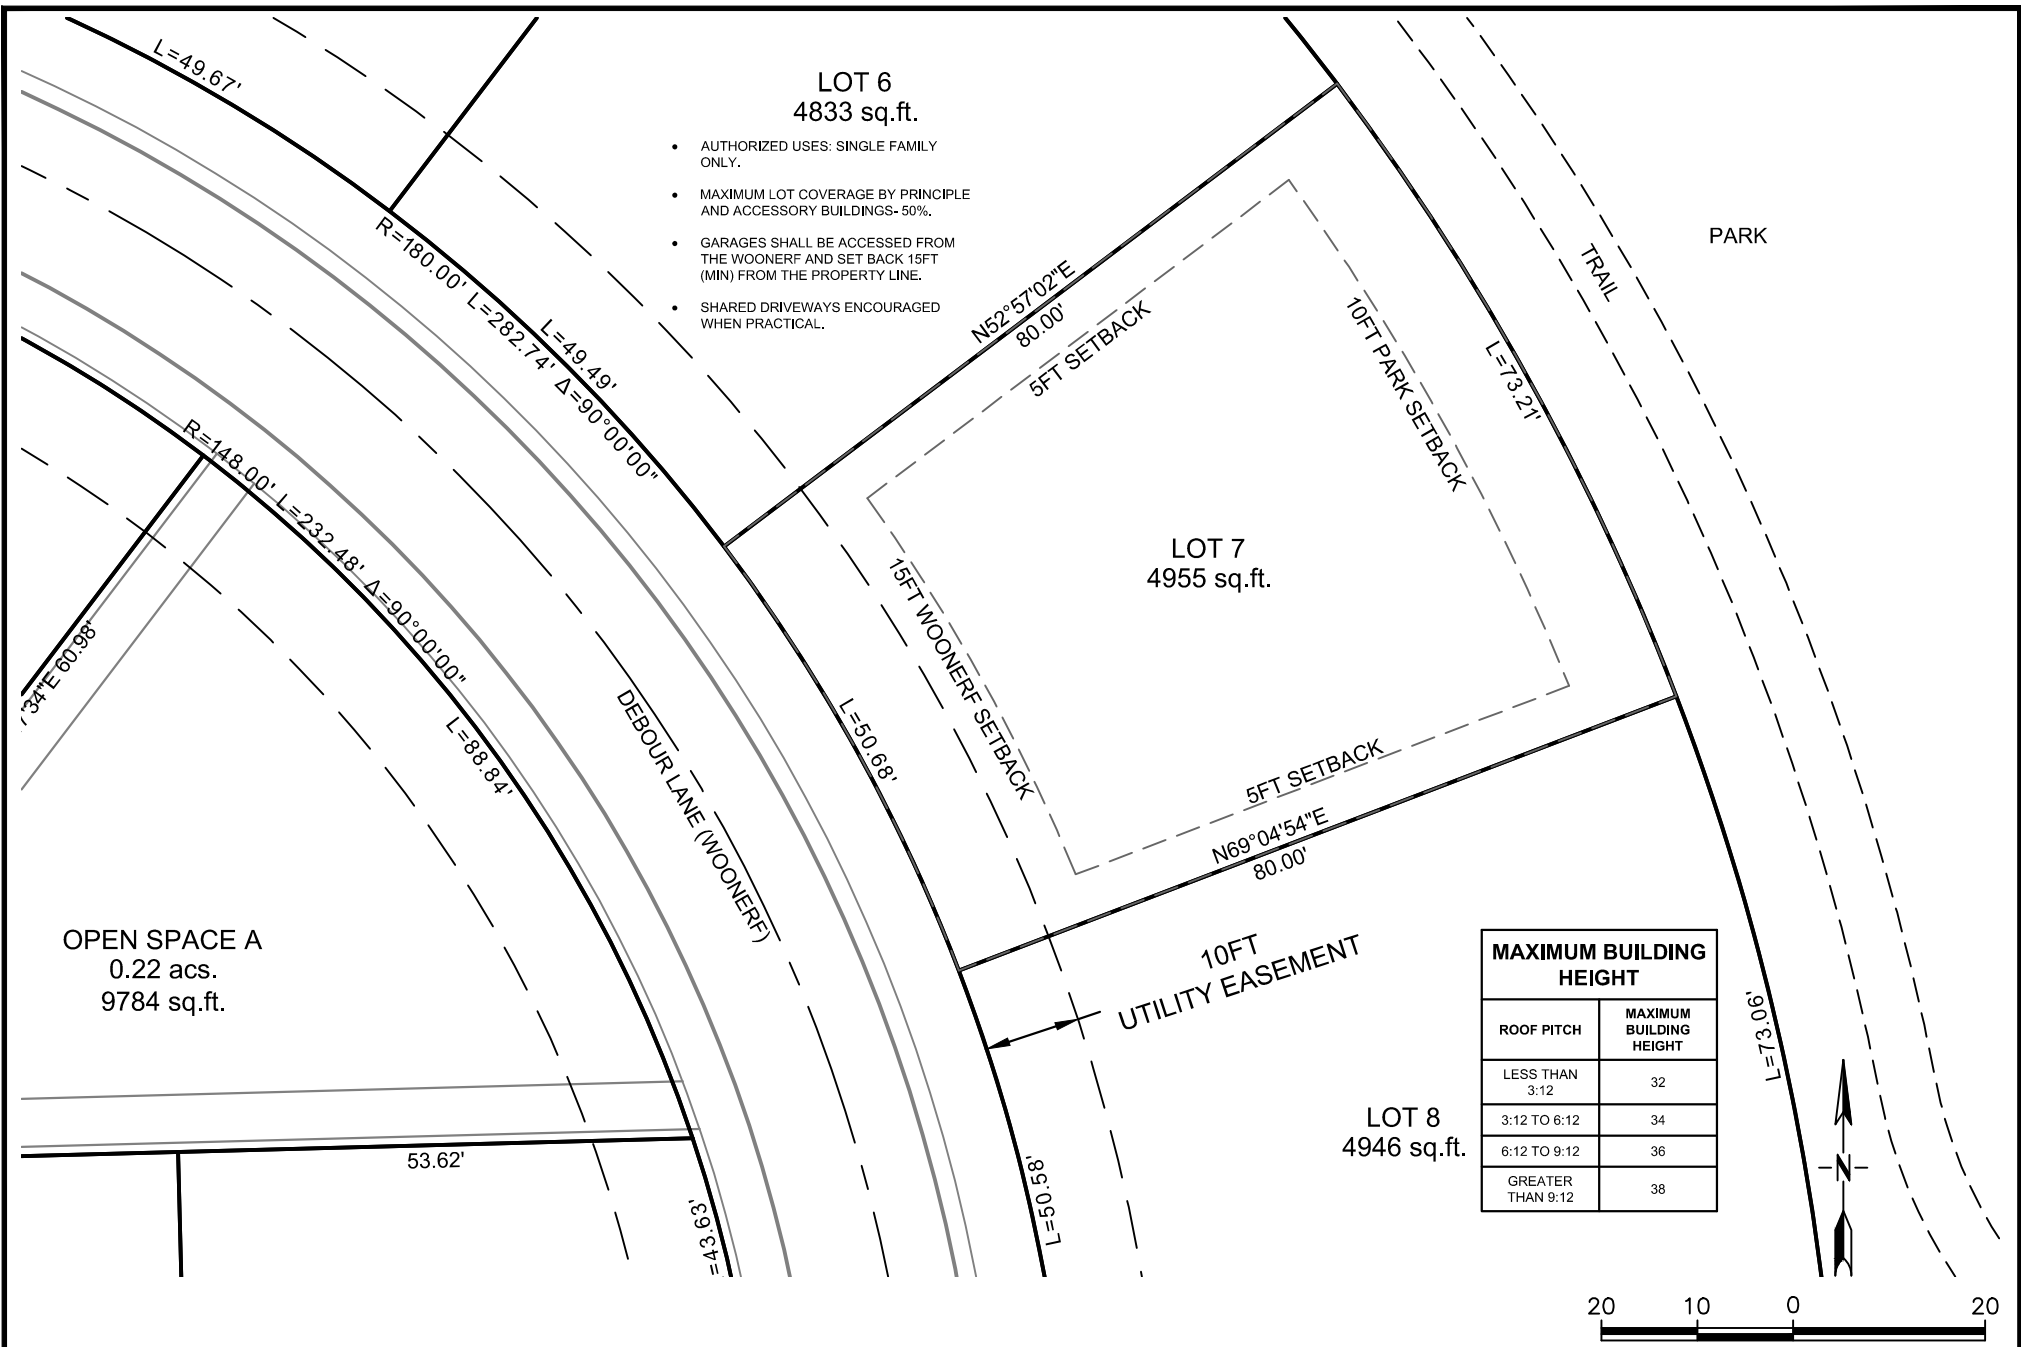 L=49.67'
LOT 6
4833 sq.ft.
• AUTHORIZED USES: SINGLE FAMILY
ONLY.
• MAXIMUM LOT COVERAGE BY PRINCIPLE
AND ACCESSORY BUILDINGS- 50%.
• GARAGES SHALL BE ACCESSED FROM
THE WOONERF AND SET BACK 15FT
(MIN) FROM THE PROPERTY LINE.
• SHARED DRIVEWAYS ENCOURAGED
WHEN PRACTICAL.
PARK
TRAIL
R=180.00' L=282.74' Δ=90°00'00"
L=49.49'
N52°57'02"E
80.00'
5FT SETBACK
10FT PARK SETBACK
L=73.21'
R=148.00' L=232.48' Δ=90°00'00"
LOT 7
4955 sq.ft.
15FT WOONERF SETBACK
'34"E 60.98'
L=88.84'
DEBOUR LANE (WOONERF)
L=50.68'
5FT SETBACK
N69°04'54"E
80.00'
OPEN SPACE A
0.22 acs.
9784 sq.ft.
10FT
UTILITY EASEMENT
MAXIMUM BUILDING
HEIGHT
ROOF PITCH
MAXIMUM
BUILDING
HEIGHT
LESS THAN
3:12
32
3:12 TO 6:12
34
6:12 TO 9:12
36
GREATER
THAN 9:12
38
L=73.06'
LOT 8
4946 sq.ft.
53.62'
=43.63'
L=50.58'
N
20 10 0 20